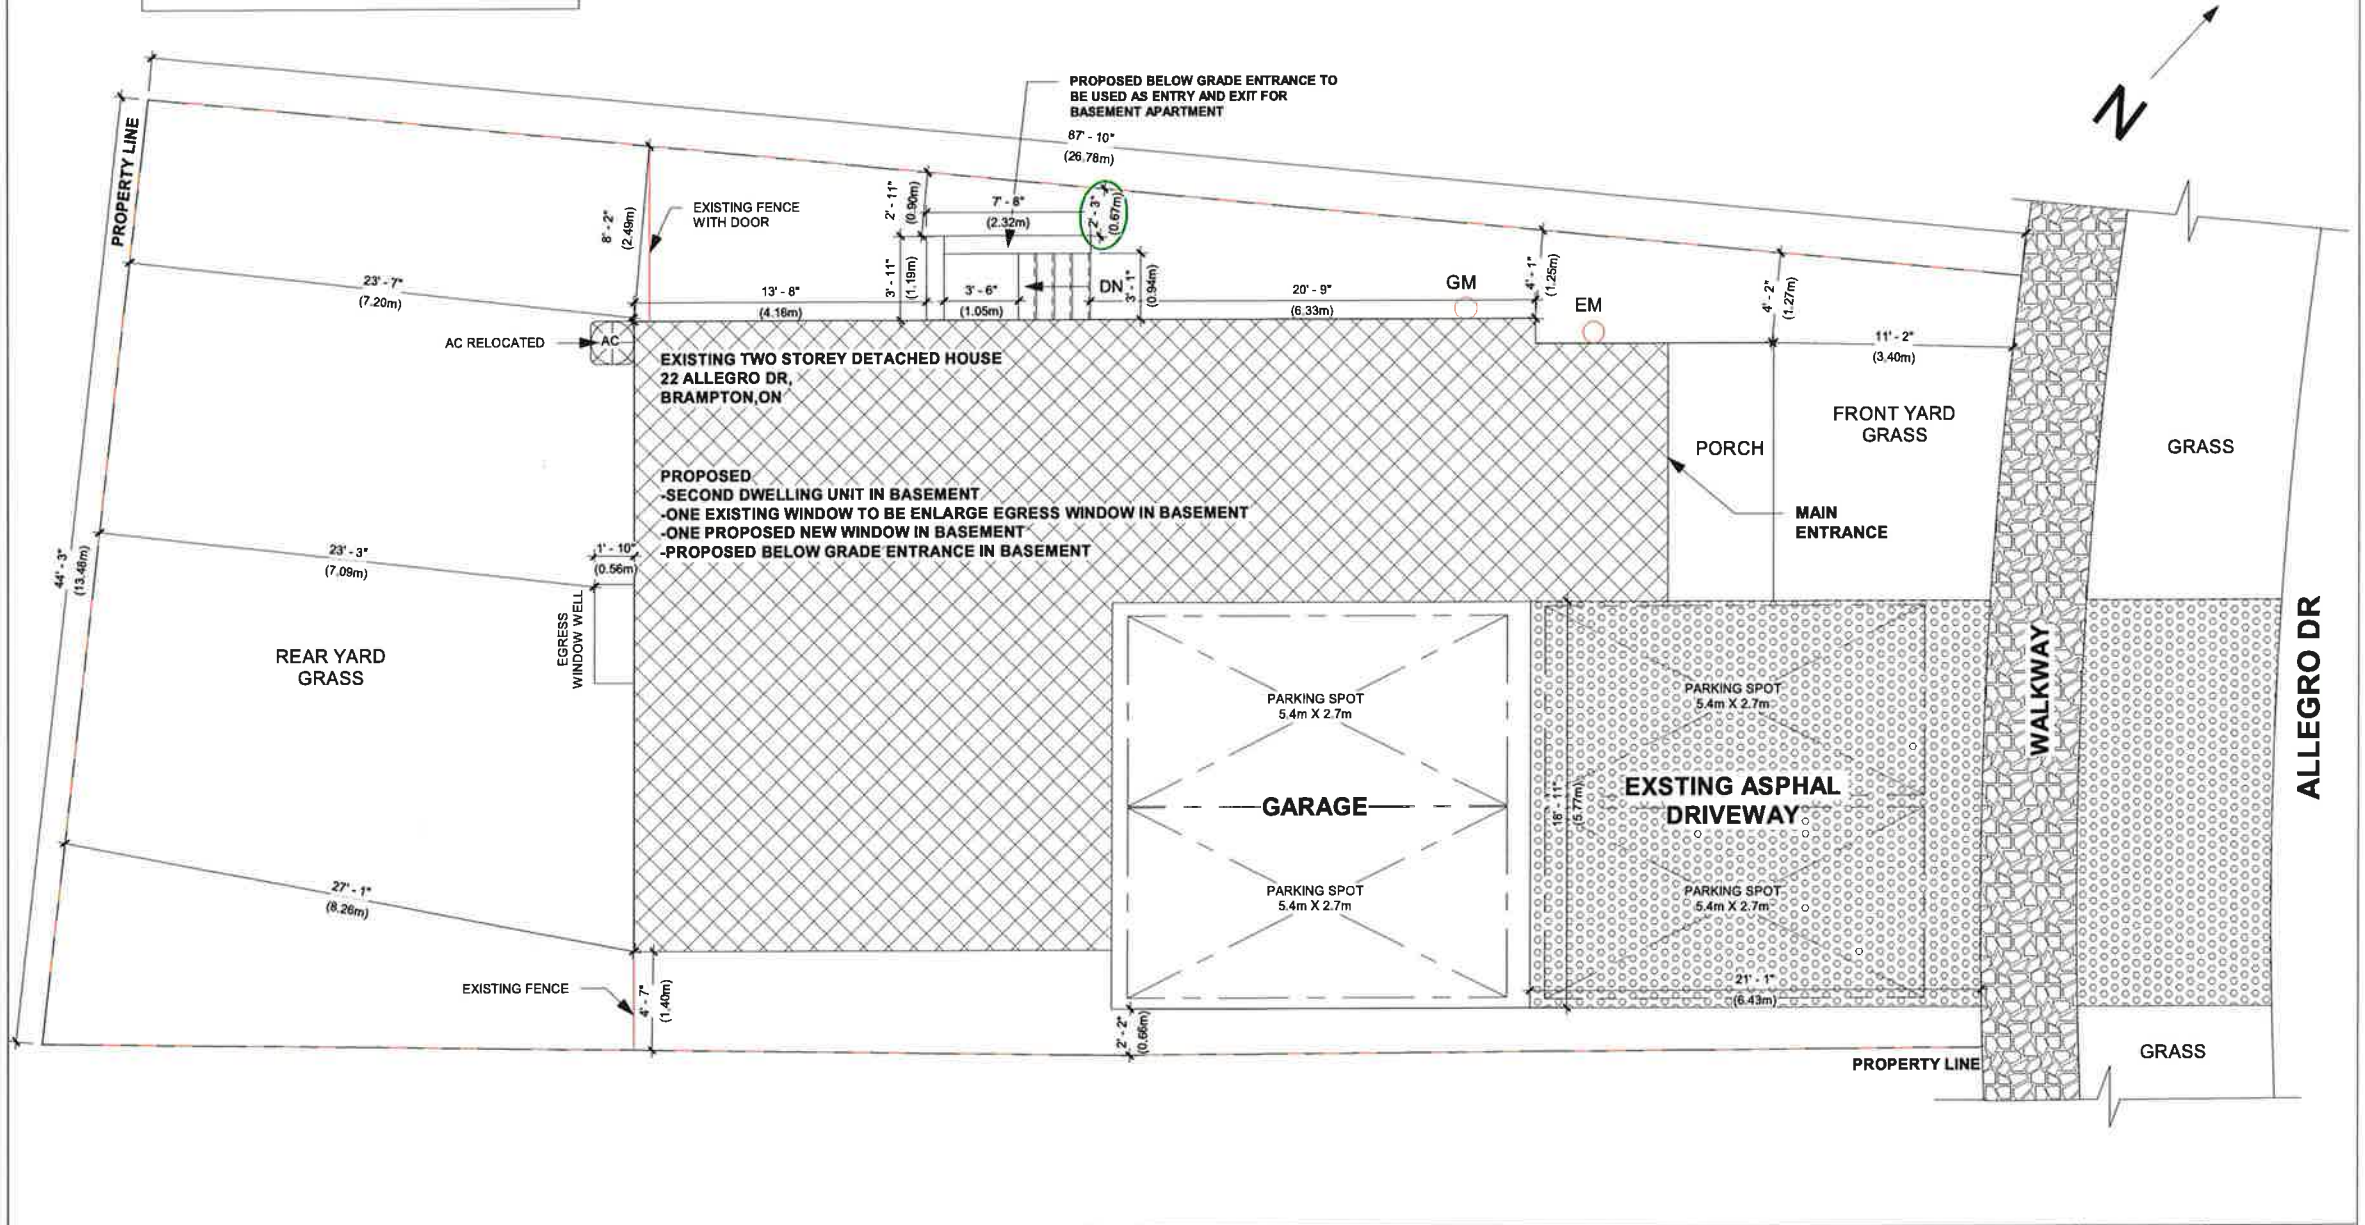 PROPOSED BELOW GRADE ENTRANCE TO
BE USED AS ENTRY AND EXIT FOR
BASEMENT APARTMENT
N
87' - 10"
(26.78m)
PROPERTY LINE
8' - 2"
(2.49m)
EXISTING FENCE
WITH DOOR
2' - 11"
(0.90m)
7' - 8"
(2.32m)
2' - 3"
(0.67m)
23' - 7"
(7.20m)
13' - 8"
(4.16m)
3' - 11"
(1.19m)
3' - 6"
(1.05m)
DN
3' - 1"
(0.94m)
20' - 9"
(6.33m)
GM
4' - 1"
(1.25m)
EM
4' - 2"
(1.27m)
11' - 2"
(3.40m)
AC RELOCATED
AC
EXISTING TWO STOREY DETACHED HOUSE
22 ALLEGRO DR,
BRAMPTON,ON
PORCH
FRONT YARD
GRASS
GRASS
PROPOSED
-SECOND DWELLING UNIT IN BASEMENT
-ONE EXISTING WINDOW TO BE ENLARGE EGRESS WINDOW IN BASEMENT
-ONE PROPOSED NEW WINDOW IN BASEMENT
-PROPOSED BELOW GRADE ENTRANCE IN BASEMENT
MAIN
ENTRANCE
44' - 3"
(13.48m)
23' - 3"
(7.09m)
1' - 10"
(0.56m)
EGRESS
WINDOW WELL
REAR YARD
GRASS
PARKING SPOT
5.4m X 2.7m
PARKING SPOT
5.4m X 2.7m
WALKWAY
ALLEGRO DR
GARAGE
18' - 11"
(5.77m)
EXSTING ASPHAL
DRIVEWAY
PARKING SPOT
5.4m X 2.7m
PARKING SPOT
5.4m X 2.7m
27' - 1"
(8.26m)
EXISTING FENCE
4' - 7"
(1.40m)
21' - 1"
(6.43m)
2' - 2"
(0.66m)
PROPERTY LINE
GRASS